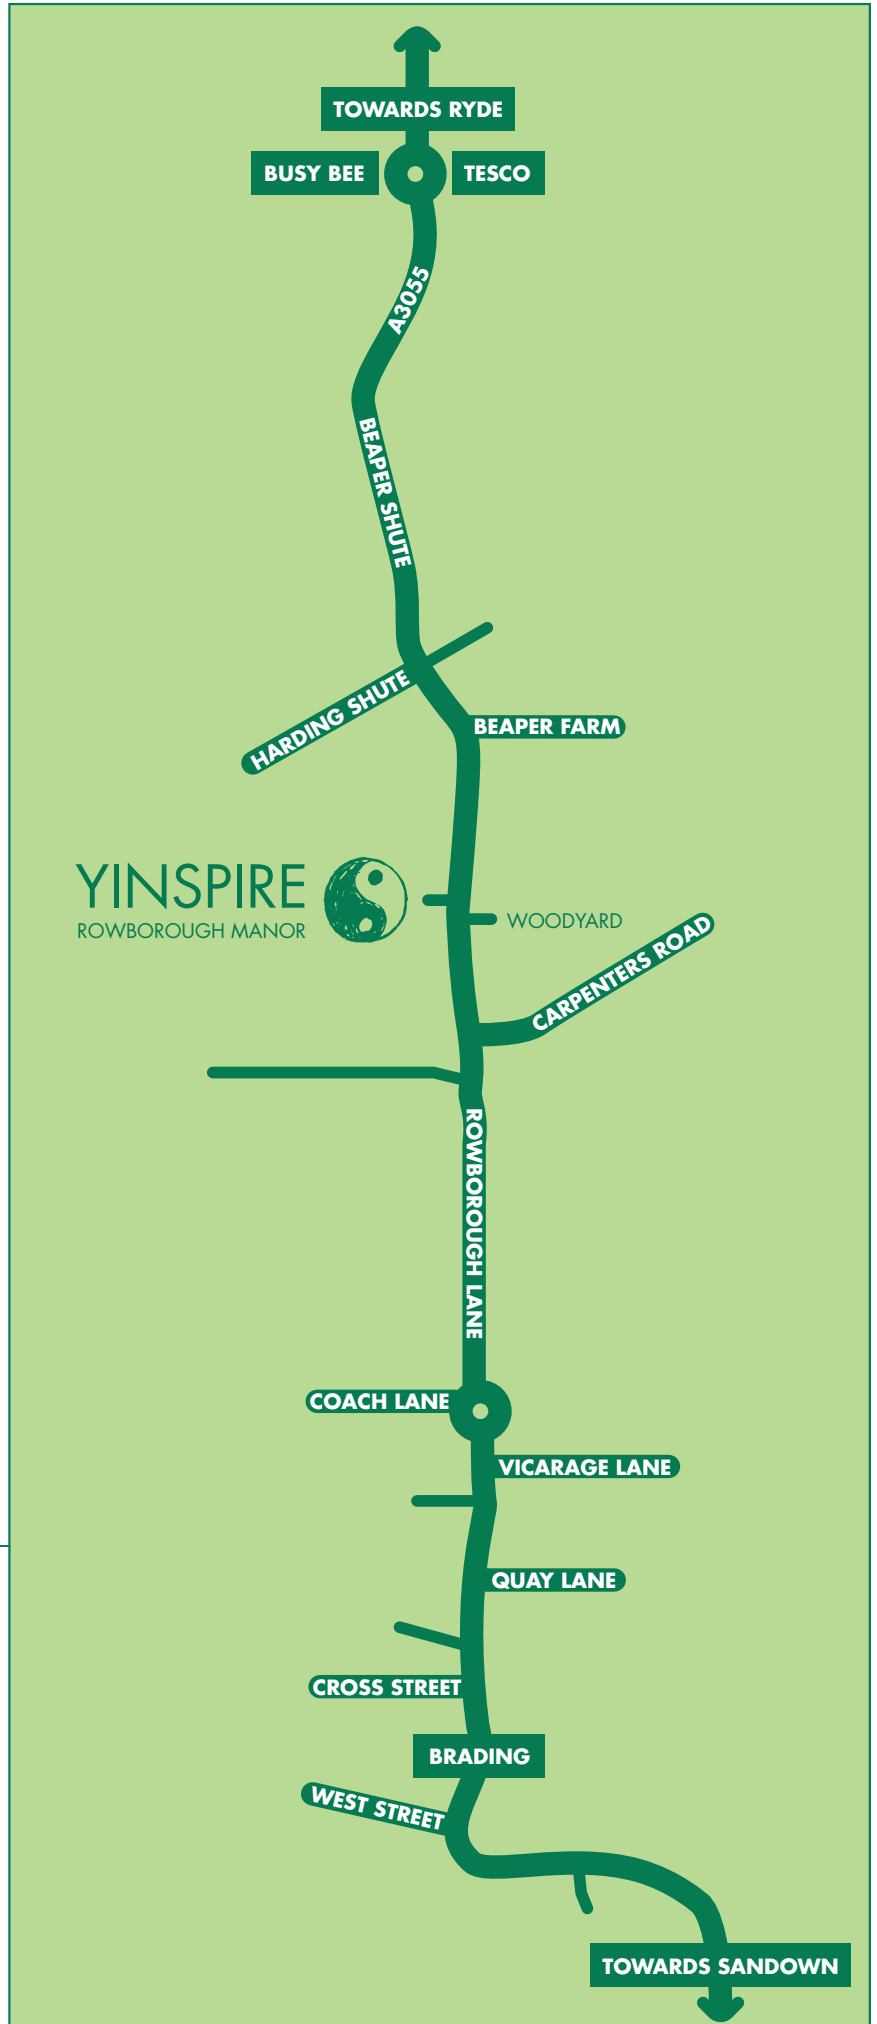 TOWARDS RYDE
BUSY BEE
TESCO
A3055
BEAPER SHUTE
HARDING SHUTE
BEAPER FARM
YINSPIRE
ROWBOROUGH MANOR
WOODYARD
CARPENTERS ROAD
ROWBOROUGH LANE
COACH LANE
VICARAGE LANE
QUAY LANE
CROSS STREET
BRADING
WEST STREET
TOWARDS SANDOWN